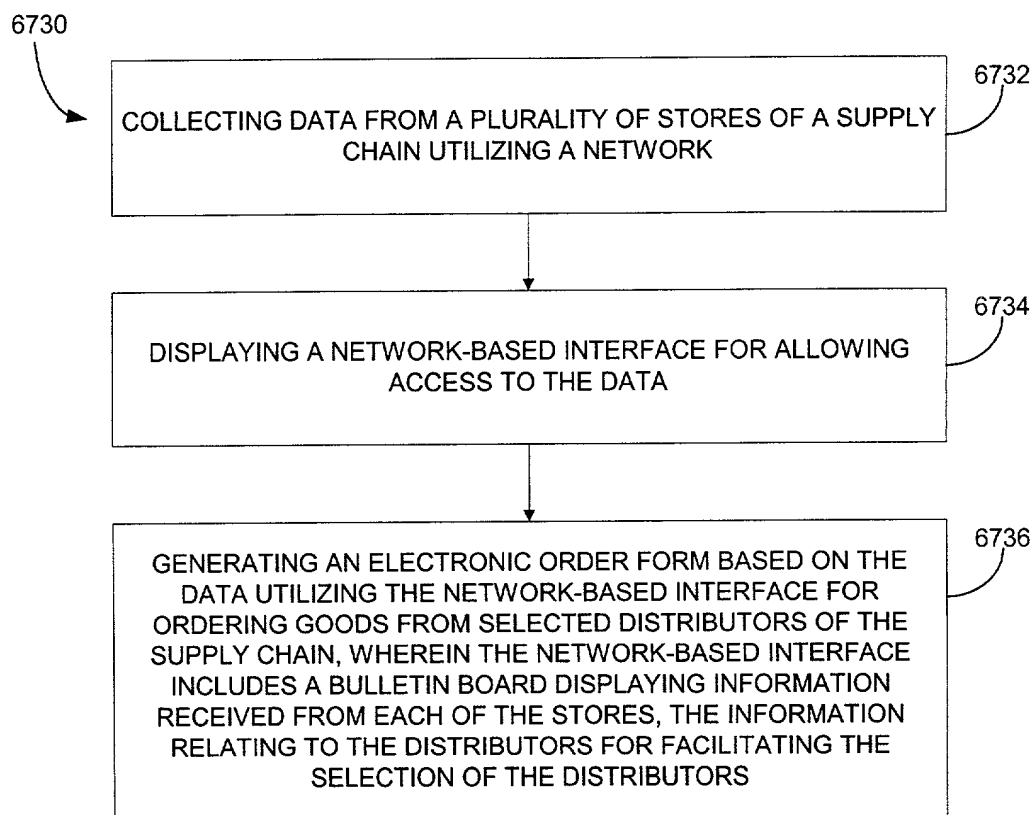 6730
6732
COLLECTING DATA FROM A PLURALITY OF STORES OF A SUPPLY
CHAIN UTILIZING A NETWORK
6734
DISPLAYING A NETWORK-BASED INTERFACE FOR ALLOWING
ACCESS TO THE DATA
6736
GENERATING AN ELECTRONIC ORDER FORM BASED ON THE
DATA UTILIZING THE NETWORK-BASED INTERFACE FOR
ORDERING GOODS FROM SELECTED DISTRIBUTORS OF THE
SUPPLY CHAIN, WHEREIN THE NETWORK-BASED INTERFACE
INCLUDES A BULLETIN BOARD DISPLAYING INFORMATION
RECEIVED FROM EACH OF THE STORES, THE INFORMATION
RELATING TO THE DISTRIBUTORS FOR FACILITATING THE
SELECTION OF THE DISTRIBUTORS